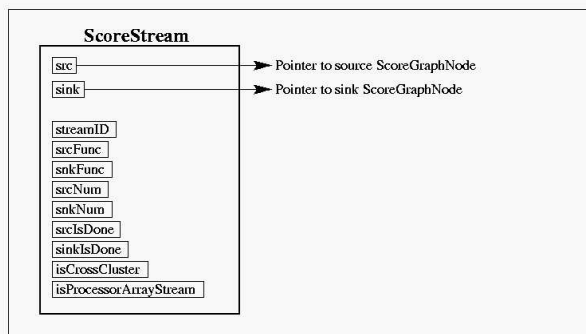 ScoreStream
src Pointer to source ScoreGraphNode
sink Pointer to sink ScoreGraphNode
streamID
srcFunc
snkFunc
srcNum
snkNum
srcIsDone
sinkIsDone
isCrossCluster
isProcessorArrayStream